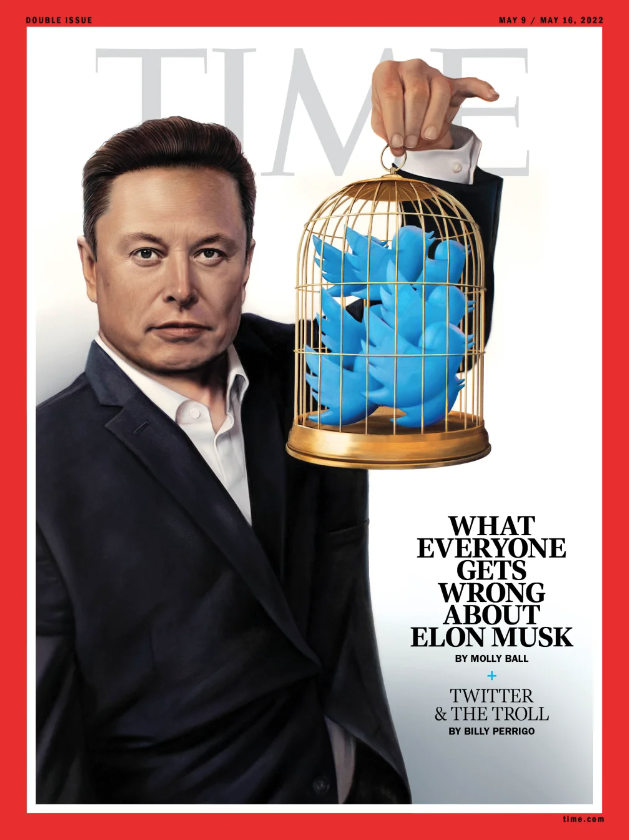 DOUBLE ISSUE
MAY 9 / MAY 16, 2022
TIME
WHAT
EVERYONE
GETS
WRONG
ABOUT
ELON MUSK
BY MOLLY BALL
+
TWITTER
& THE TROLL
BY BILLY PERRIGO
time.com